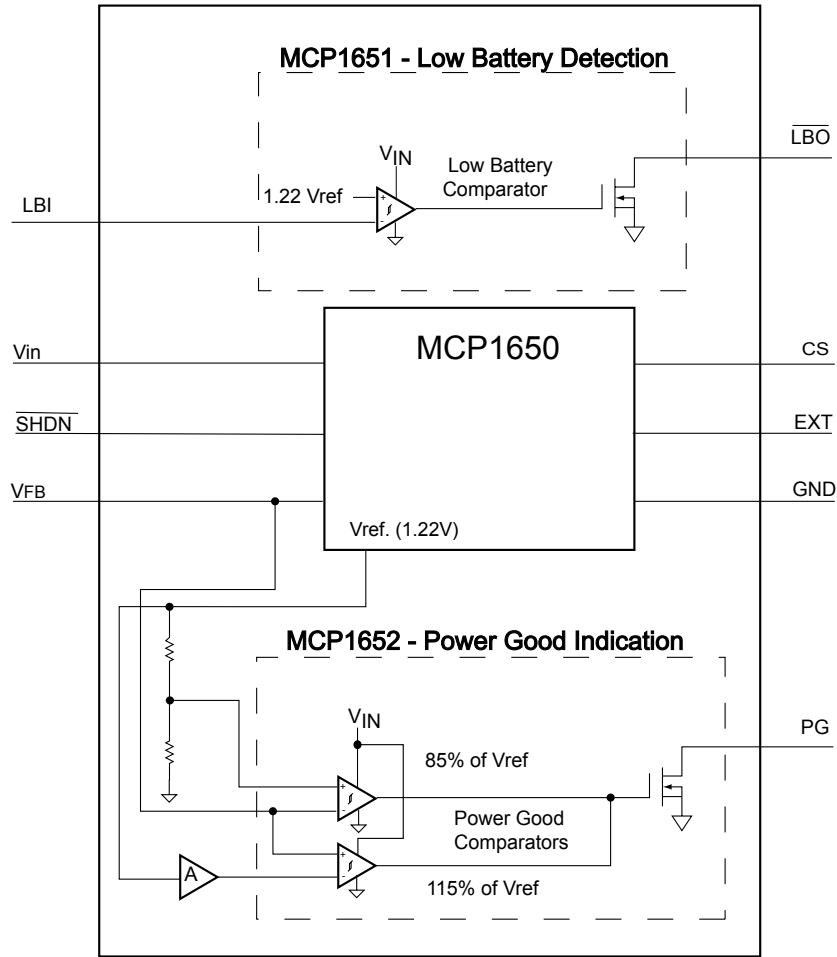 MCP1651 - Low Battery Detection
LBO
VIN
Low Battery
Comparator
1.22 Vref
+
-
LBI
MCP1650
Vin
CS
SHDN
EXT
VFB
GND
Vref. (1.22V)
MCP1652 - Power Good Indication
VIN
PG
85% of Vref
+
-
Power Good
Comparators
+
-
A
115% of Vref